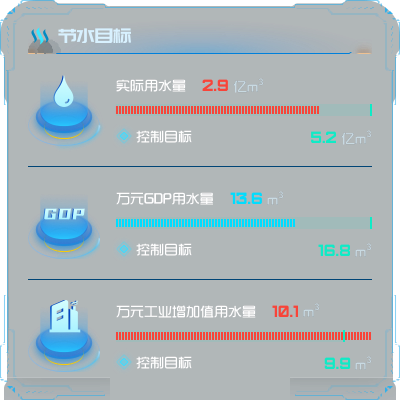 节水目标
实际用水量 2.9 亿m³
控制目标 5.2 亿m³
GDP
万元GDP用水量 13.6 m³
控制目标 16.8 m³
万元工业增加值用水量 10.1 m³
控制目标 9.9 m³